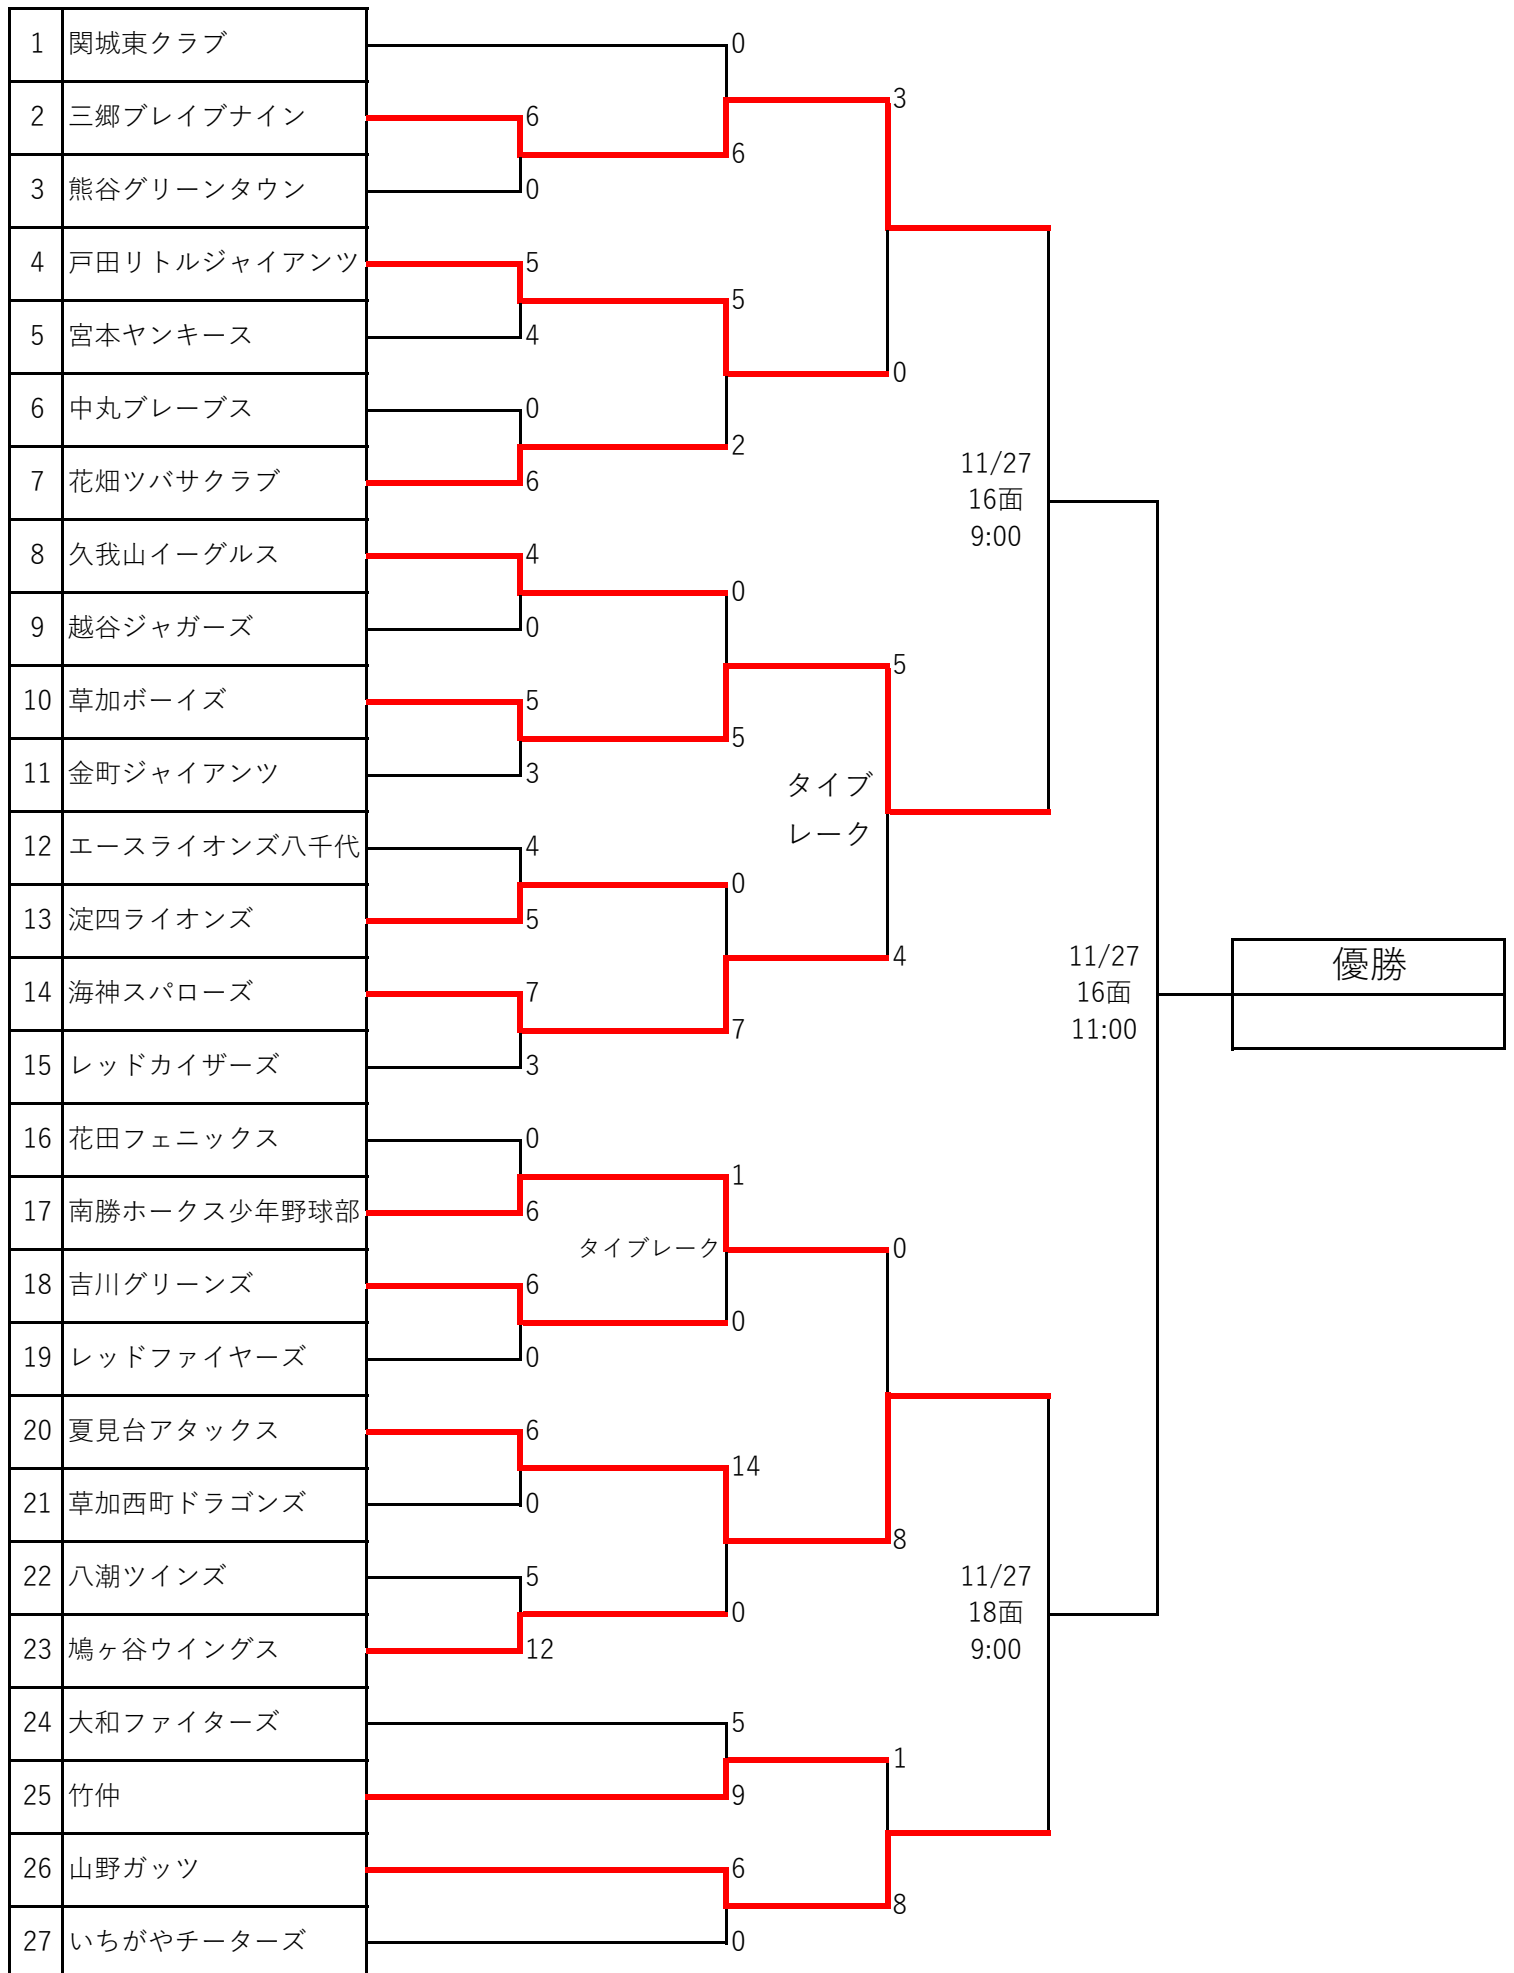 1 関城東クラブ 0
3
2 三郷ブレイブナイン 6
6
3 熊谷グリーンタウン 0
4 戸田リトルジャイアンツ 5
5
5 宮本ヤンキース 4
0
6 中丸ブレーブス 0
2
7 花畑ツバサクラブ 6
11/27
16面
9:00
8 久我山イーグルス 4
0
9 越谷ジャガーズ 0
5
10 草加ボーイズ 5
5
11 金町ジャイアンツ 3
タイブ
レーク
12 エースライオンズ八千代 4
0
13 淀四ライオンズ 5
4
14 海神スパローズ 7
7
15 レッドカイザーズ 3
11/27
16面
11:00
優勝
16 花田フェニックス 0
1
17 南勝ホークス少年野球部 6
タイブレーク 0
18 吉川グリーンズ 6
0
19 レッドファイヤーズ 0
20 夏見台アタックス 6
14
21 草加西町ドラゴンズ 0
8
22 八潮ツインズ 5
0
23 鳩ヶ谷ウイングス 12
11/27
18面
9:00
24 大和ファイターズ 5
1
25 竹仲 9
26 山野ガッツ 6
8
27 いちがやチーターズ 0